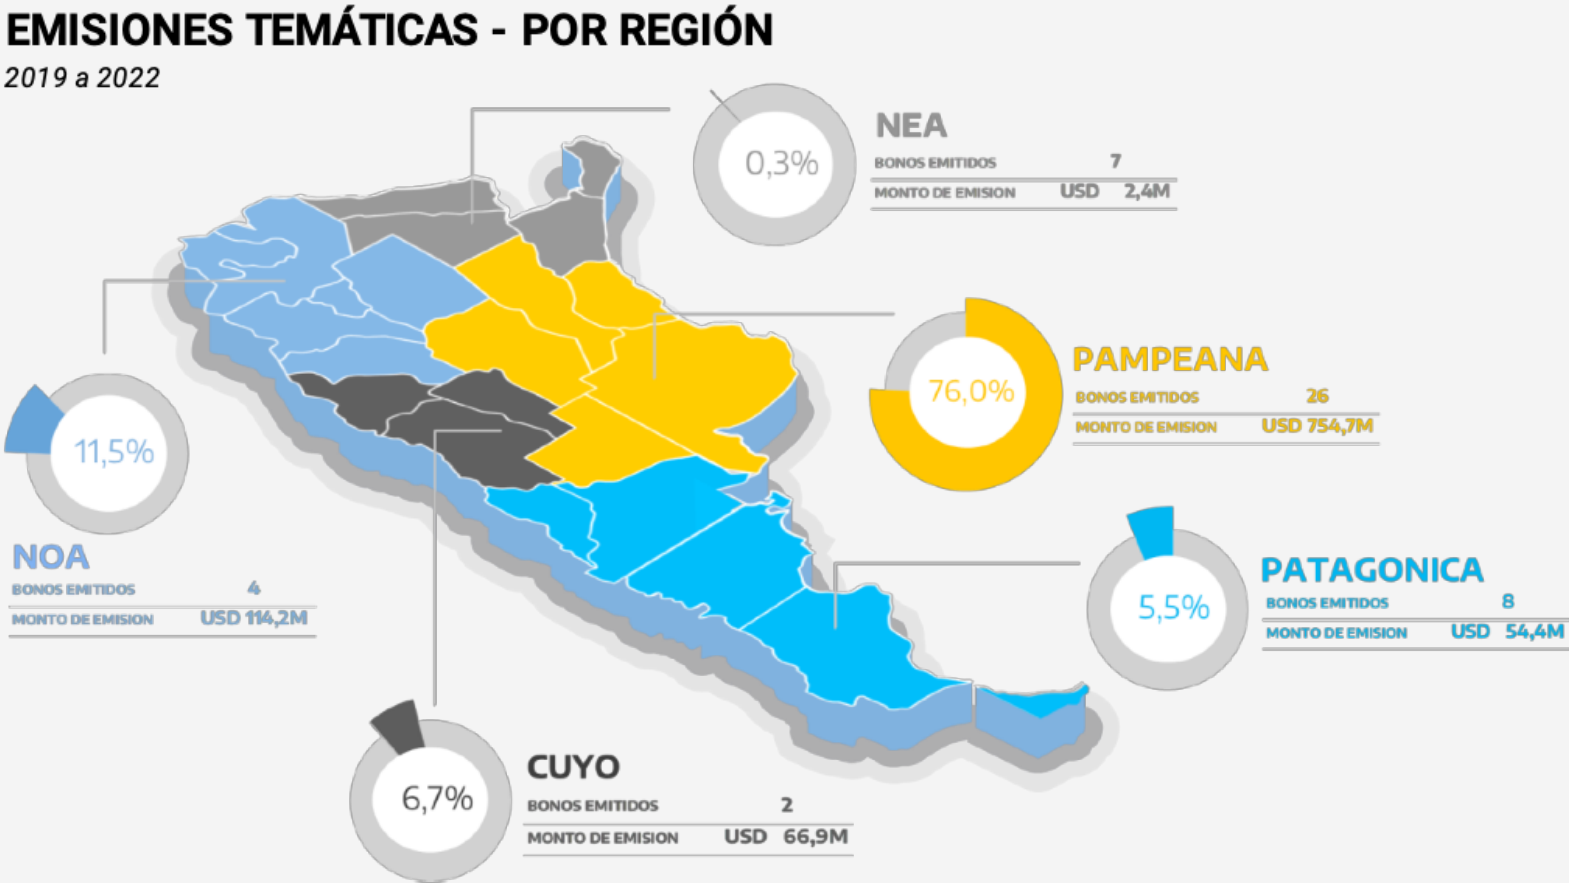 EMISIONES TEMÁTICAS - POR REGIÓN
2019 a 2022
0,3%
NEA
BONOS EMITIDOS 7
MONTO DE EMISION USD 2,4M
76,0%
PAMPEANA
BONOS EMITIDOS 26
MONTO DE EMISION USD 754,7M
11,5%
NOA
BONOS EMITIDOS 4
MONTO DE EMISION USD 114,2M
5,5%
PATAGONICA
BONOS EMITIDOS 8
MONTO DE EMISION USD 54,4M
6,7%
CUYO
BONOS EMITIDOS 2
MONTO DE EMISION USD 66,9M